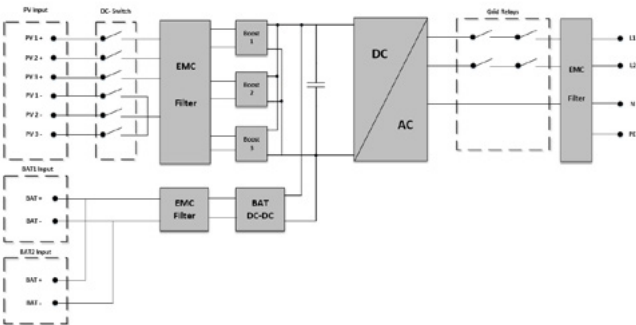 PV Input
DC- Switch
Grid Relays
PV 1 +
PV 2 +
PV 3 +
PV 1 -
PV 2 -
PV 3 -
EMC
Filter
Boost
1
Boost
2
Boost
3
DC
AC
EMC
Filter
L1
L2
N
PE
BAT1 Input
BAT +
BAT -
EMC
Filter
BAT
DC-DC
BAT2 Input
BAT +
BAT -